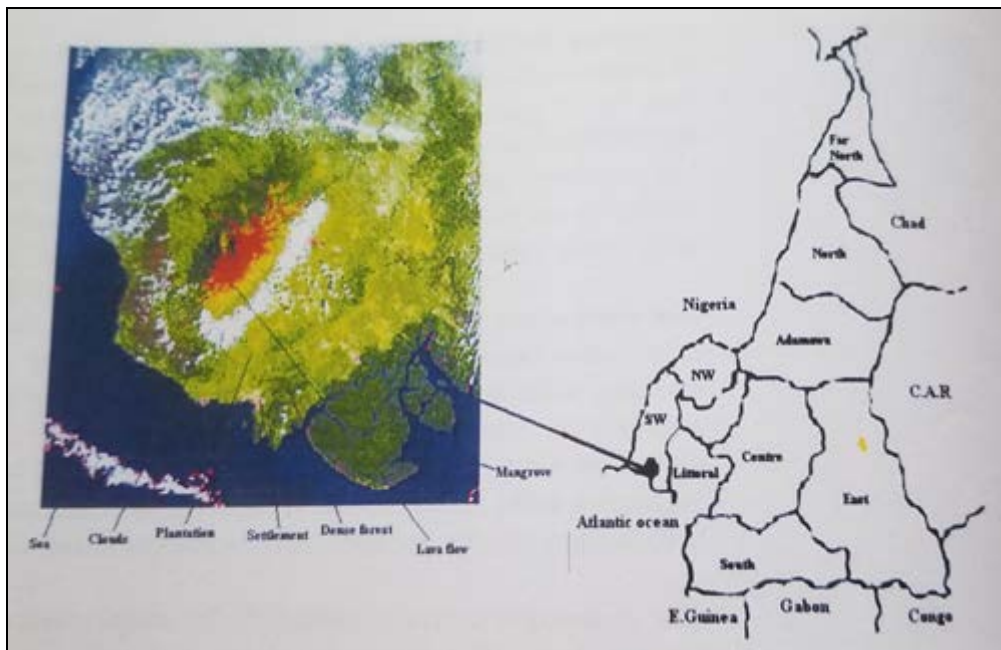 Far
North
Chad
North
Nigeria
Adamawa
NW
C.A.R
SW
Littoral
Centre
East
Mangrove
Atlantic ocean
Sea
Clouds
Plantation
Settlement
Dense forest
Lava flow
South
E.Guinea
Gabon
Congo